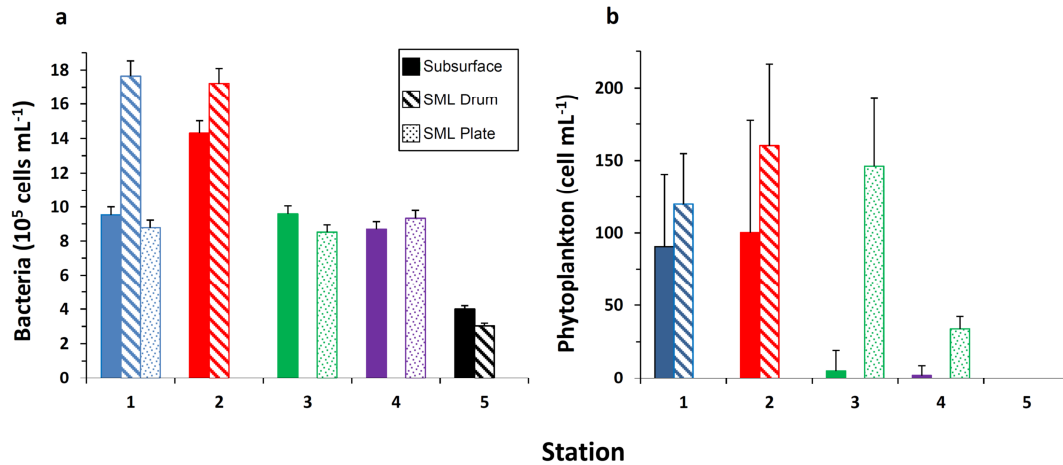 a
Bacteria (10⁵ cells mL⁻¹)
18
16
14
12
10
8
6
4
2
0
1 2 3 4 5
Subsurface
SML Drum
SML Plate
b
Phytoplankton (cell mL⁻¹)
200
150
100
50
0
1 2 3 4 5
Station